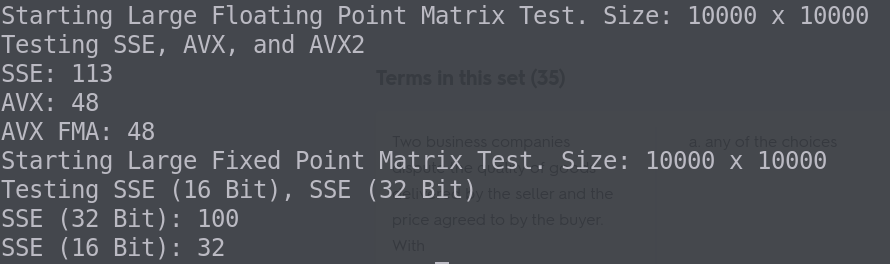 Starting Large Floating Point Matrix Test. Size: 10000 x 10000
Testing SSE, AVX, and AVX2
SSE: 113
Terms in this set (35)
AVX: 48
AVX FMA: 48
Two business companies
a. any of the choices
Starting Large Fixed Point Matrix Test. Size: 10000 x 10000
Testing SSE (16 Bit), SSE (32 Bit)
by the seller and the
SSE (32 Bit): 100
price agreed to by the buyer.
SSE (16 Bit): 32
With